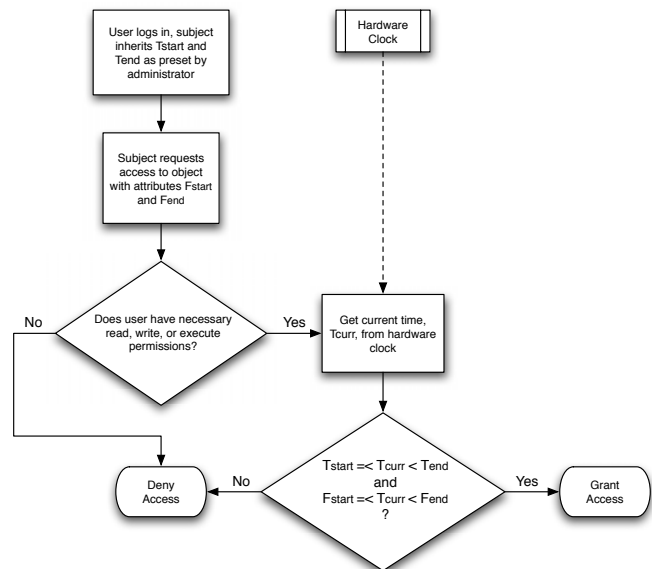 User logs in, subject
inherits Tstart and
Tend as preset by
administrator
Hardware
Clock
Subject requests
access to object
with attributes Fstart
and Fend
Does user have necessary
read, write, or execute
permissions?
No
Yes
Get current time,
Tcurr, from hardware
clock
Tstart =< Tcurr < Tend
and
Fstart =< Tcurr < Fend
?
No
Yes
Deny
Access
Grant
Access